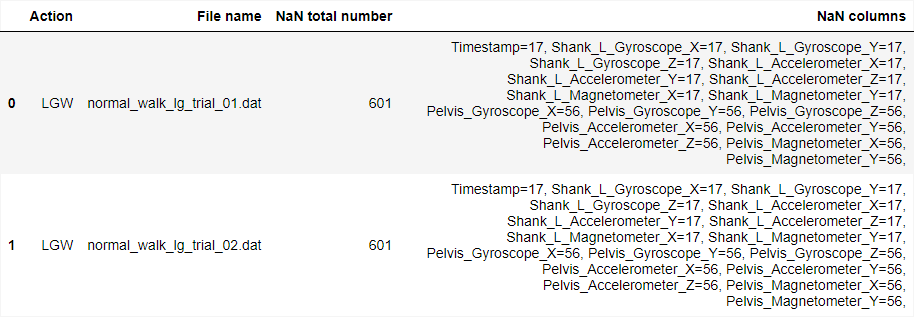 Action File name NaN total number NaN columns
Timestamp=17, Shank_L_Gyroscope_X=17, Shank_L_Gyroscope_Y=17,
Shank_L_Gyroscope_Z=17, Shank_L_Accelerometer_X=17,
Shank_L_Accelerometer_Y=17, Shank_L_Accelerometer_Z=17,
0 LGW normal_walk_lg_trial_01.dat 601 Shank_L_Magnetometer_X=17, Shank_L_Magnetometer_Y=17,
Pelvis_Gyroscope_X=56, Pelvis_Gyroscope_Y=56, Pelvis_Gyroscope_Z=56,
Pelvis_Accelerometer_X=56, Pelvis_Accelerometer_Y=56,
Pelvis_Accelerometer_Z=56, Pelvis_Magnetometer_X=56,
Pelvis_Magnetometer_Y=56,
Timestamp=17, Shank_L_Gyroscope_X=17, Shank_L_Gyroscope_Y=17,
Shank_L_Gyroscope_Z=17, Shank_L_Accelerometer_X=17,
Shank_L_Accelerometer_Y=17, Shank_L_Accelerometer_Z=17,
1 LGW normal_walk_lg_trial_02.dat 601 Shank_L_Magnetometer_X=17, Shank_L_Magnetometer_Y=17,
Pelvis_Gyroscope_X=56, Pelvis_Gyroscope_Y=56, Pelvis_Gyroscope_Z=56,
Pelvis_Accelerometer_X=56, Pelvis_Accelerometer_Y=56,
Pelvis_Accelerometer_Z=56, Pelvis_Magnetometer_X=56,
Pelvis_Magnetometer_Y=56,